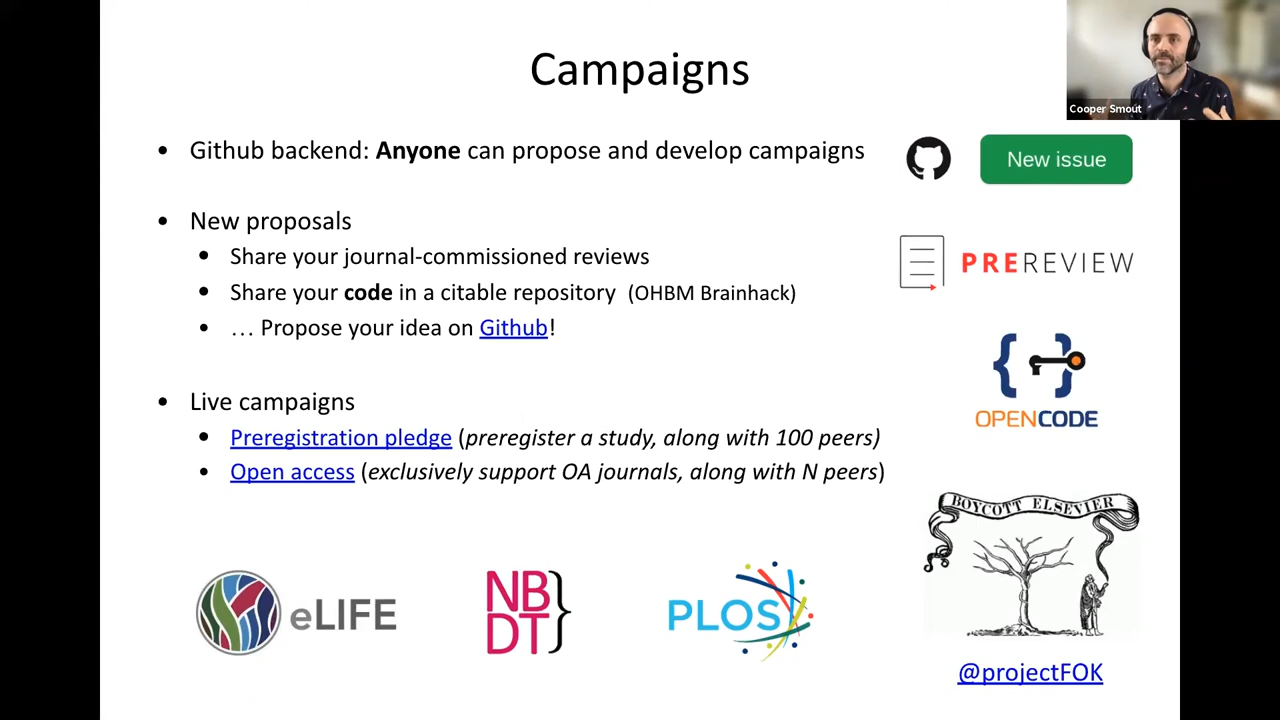 Campaigns
Cooper Smout
• Github backend: Anyone can propose and develop campaigns
New issue
• New proposals
• Share your journal-commissioned reviews
PREREVIEW
• Share your code in a citable repository (OHBM Brainhack)
• … Propose your idea on Github!
{ }
OPENCODE
• Live campaigns
• Preregistration pledge (preregister a study, along with 100 peers)
• Open access (exclusively support OA journals, along with N peers)
BOYCOTT ELSEVIER
eLIFE
NB
DT}
PLOS
@projectFOK